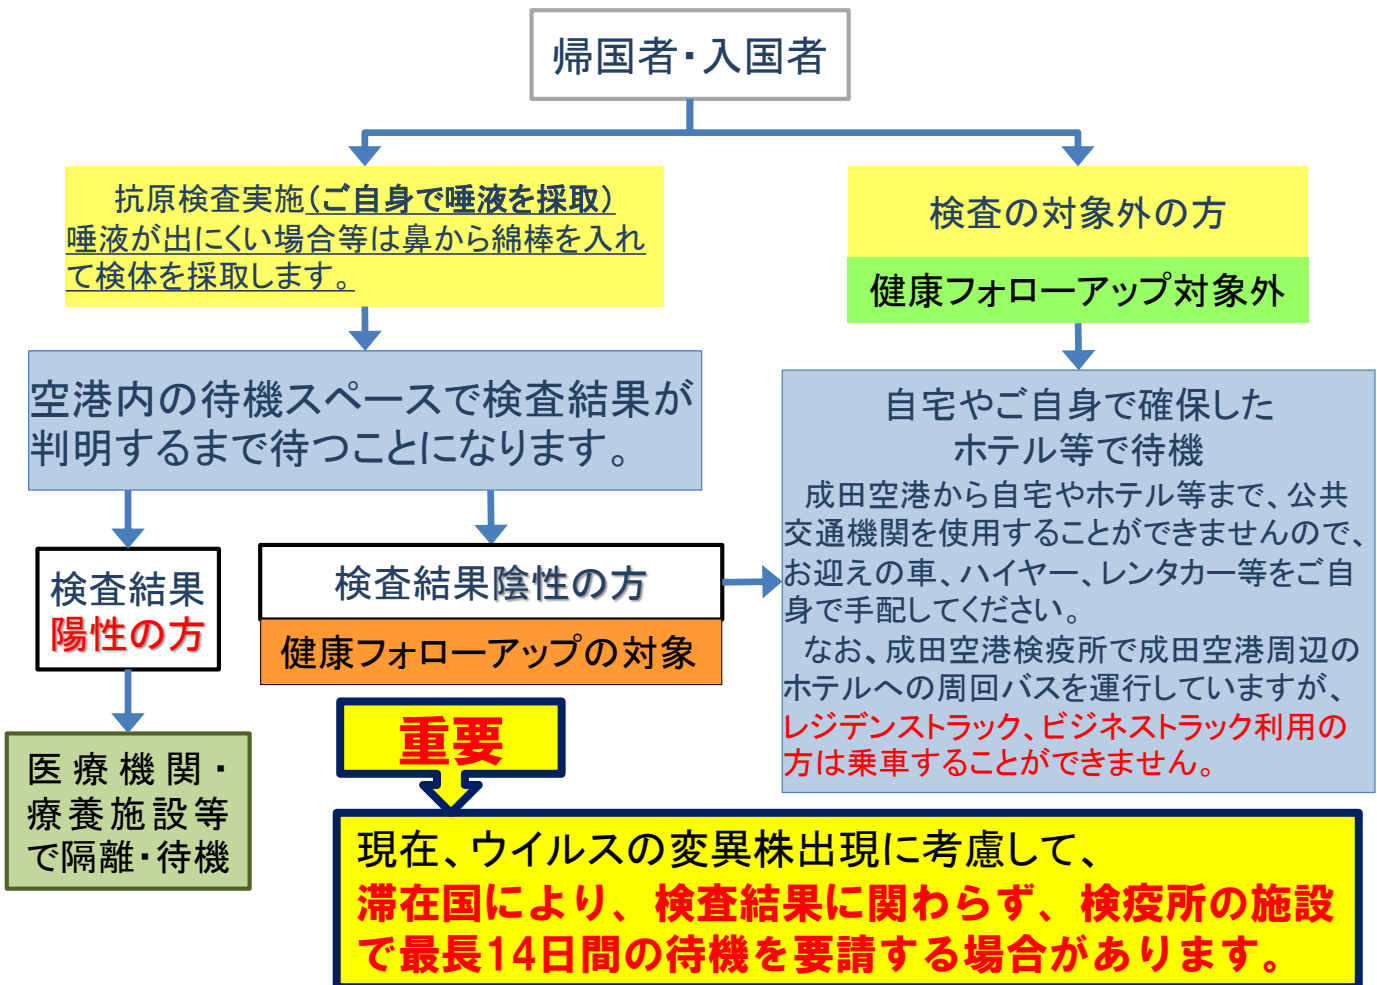 帰国者・入国者
抗原検査実施(ご自身で唾液を採取)
唾液が出にくい場合等は鼻から綿棒を入れ
て検体を採取します。
検査の対象外の方
健康フォローアップ対象外
空港内の待機スペースで検査結果が
判明するまで待つことになります。
自宅やご自身で確保した
ホテル等で待機
成田空港から自宅やホテル等まで、公共
交通機関を使用することができませんので、
お迎えの車、ハイヤー、レンタカー等をご自
身で手配してください。
なお、成田空港検疫所で成田空港周辺の
ホテルへの周回バスを運行していますが、
レジデンストラック、ビジネストラック利用の
方は乗車することができません。
検査結果
陽性の方
検査結果陰性の方
健康フォローアップの対象
医療機関・
療養施設等
で隔離・待機
重要
現在、ウイルスの変異株出現に考慮して、
滞在国により、検査結果に関わらず、検疫所の施設
で最長14日間の待機を要請する場合があります。